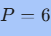 P = 6